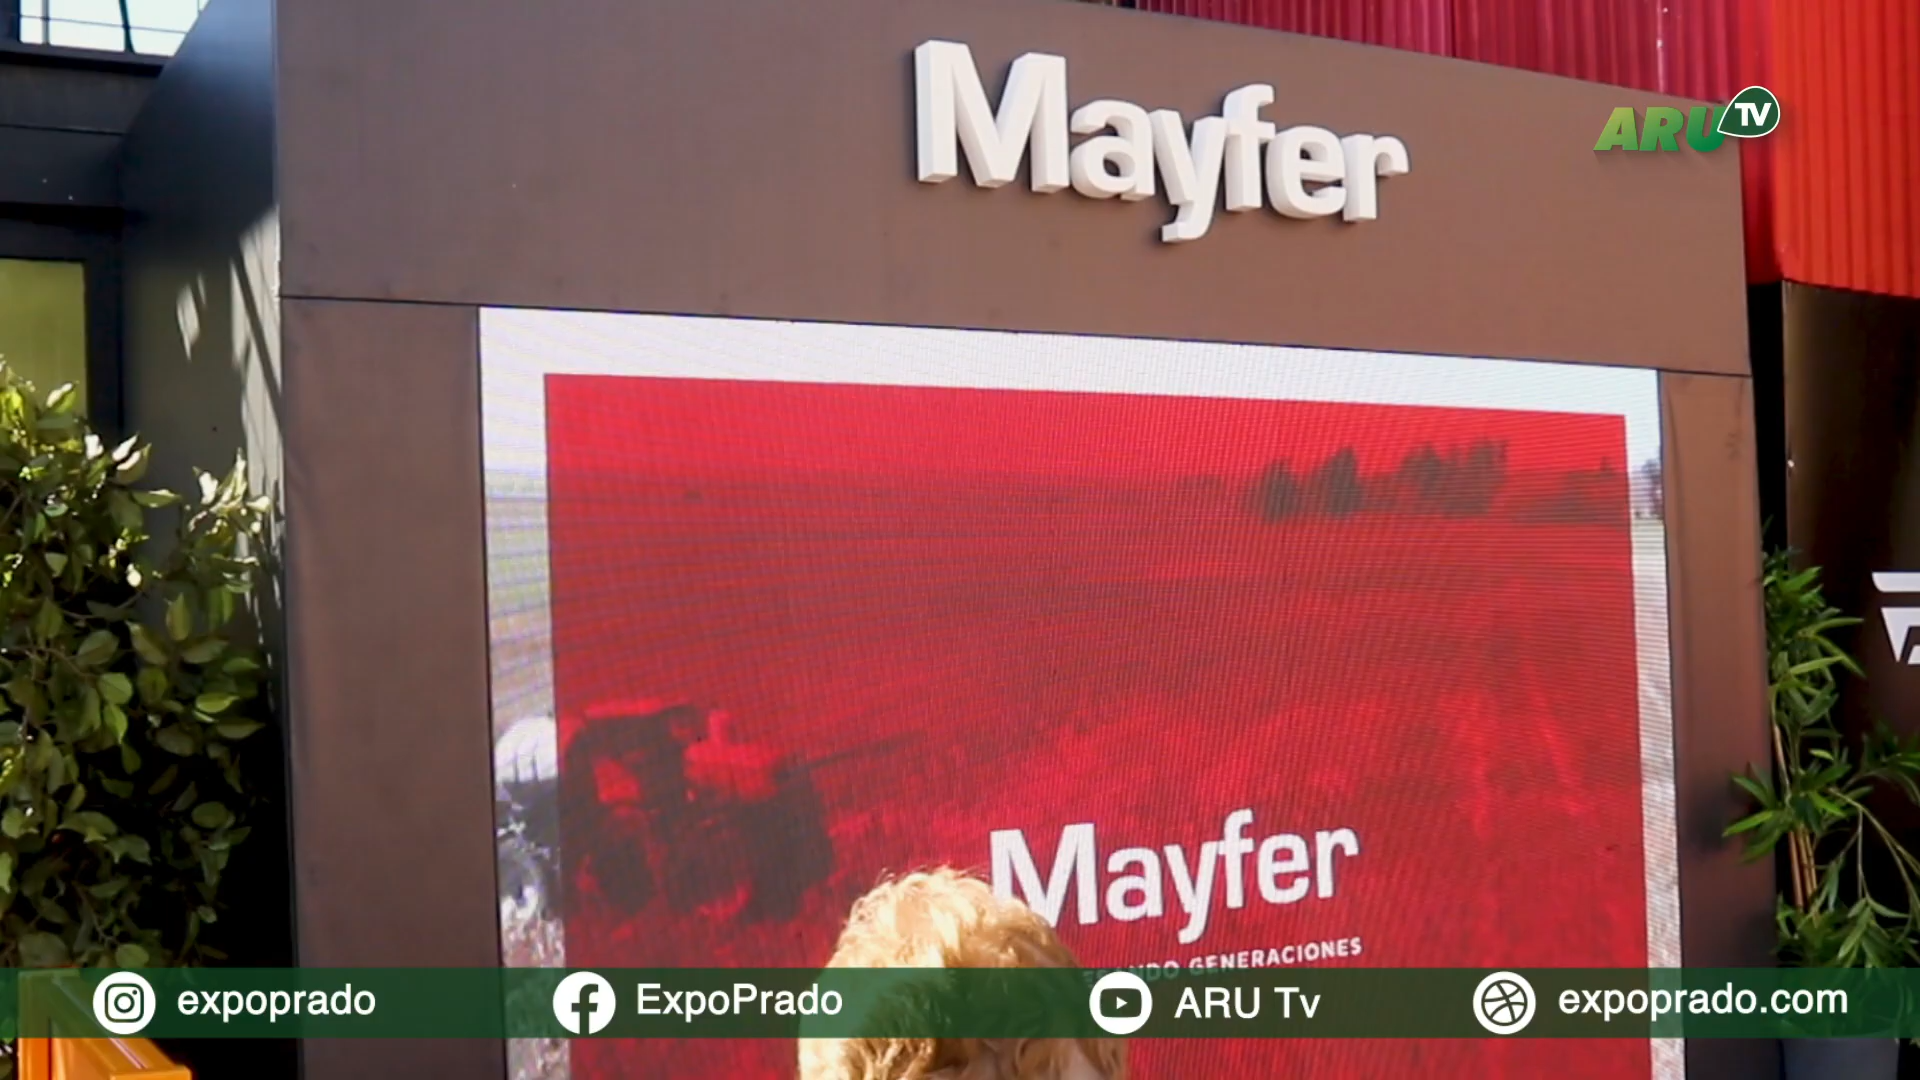 Mayfer
ARU TV
Mayfer
GENERACIONES
expoprado
ExpoPrado
ARU Tv
expoprado.com